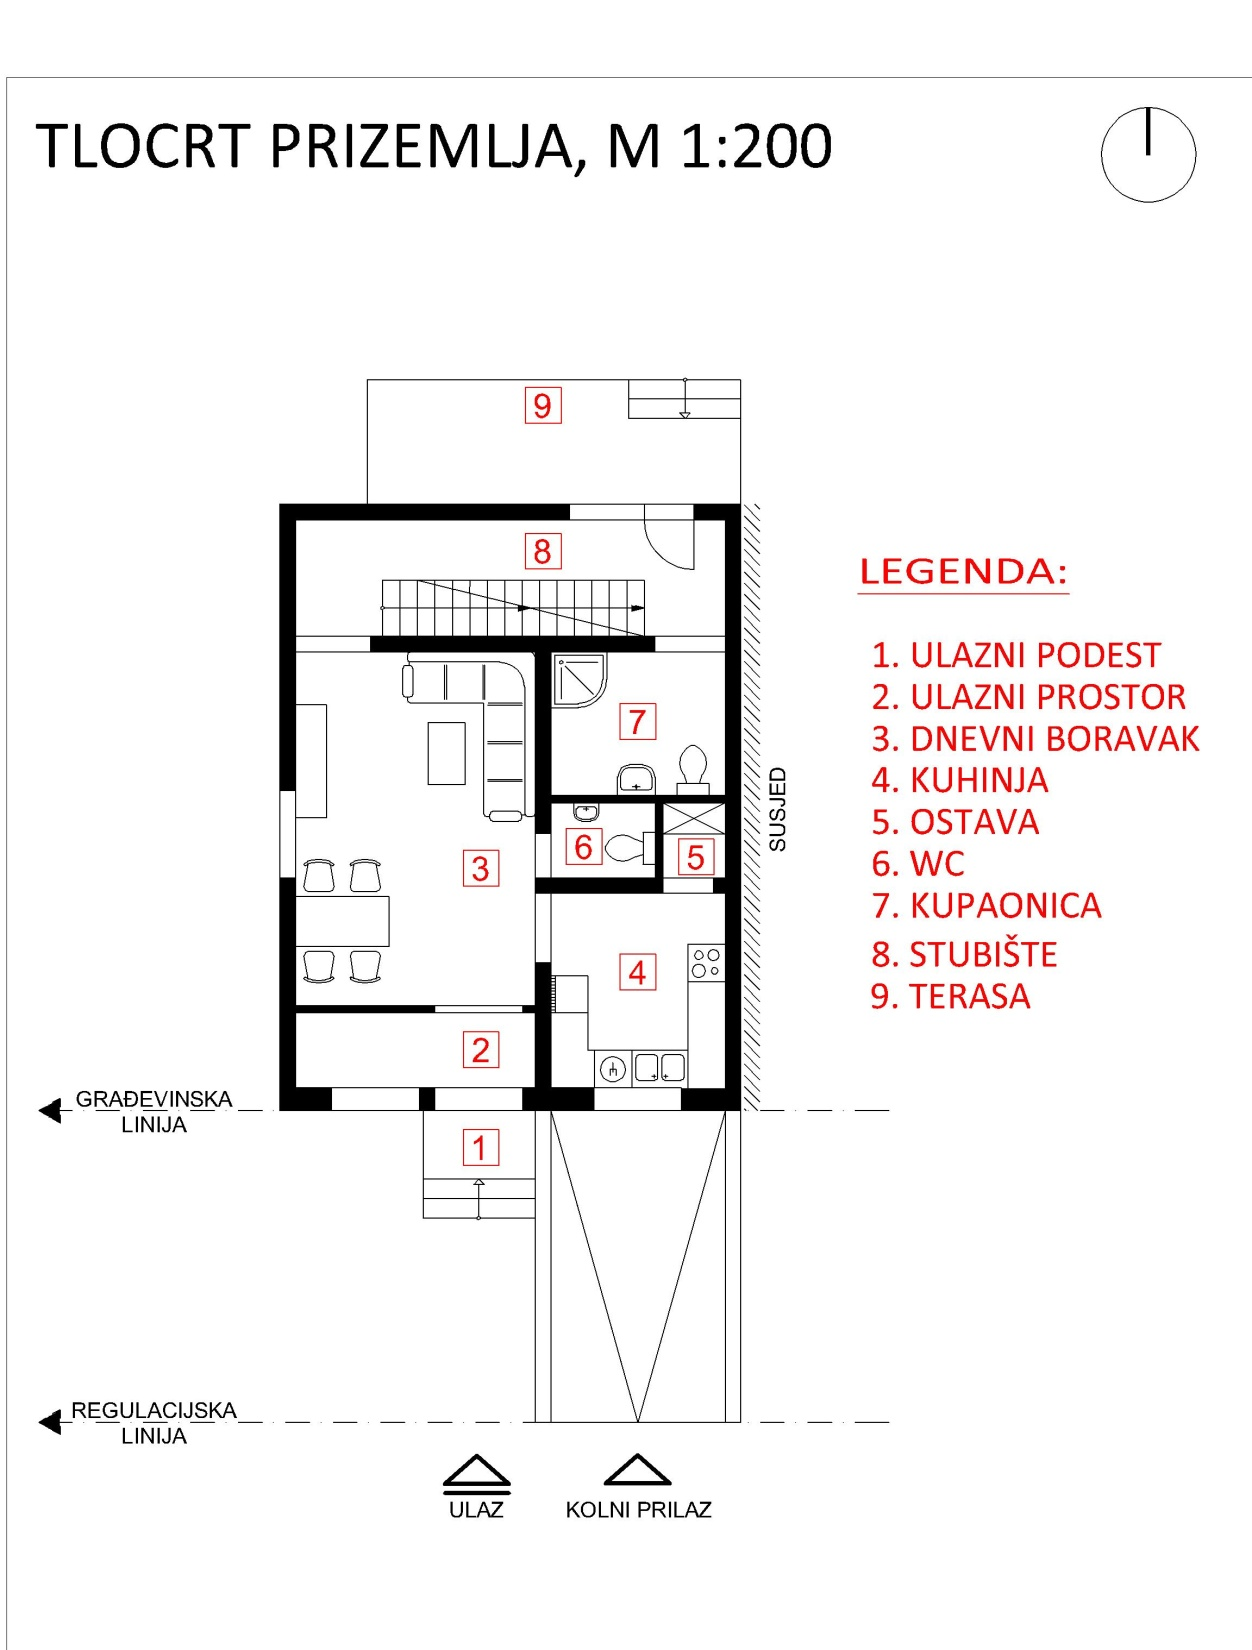 TLOCRT PRIZEMLJA, M 1:200
9
8
LEGENDA:
1. ULAZNI PODEST
2. ULAZNI PROSTOR
3. DNEVNI BORAVAK
4. KUHINJA
5. OSTAVA
6. WC
7. KUPAONICA
8. STUBIŠTE
9. TERASA
7
SUSJED
6
5
3
4
2
GRAĐEVINSKA
LINIJA
1
REGULACIJSKA
LINIJA
ULAZ
KOLNI PRILAZ